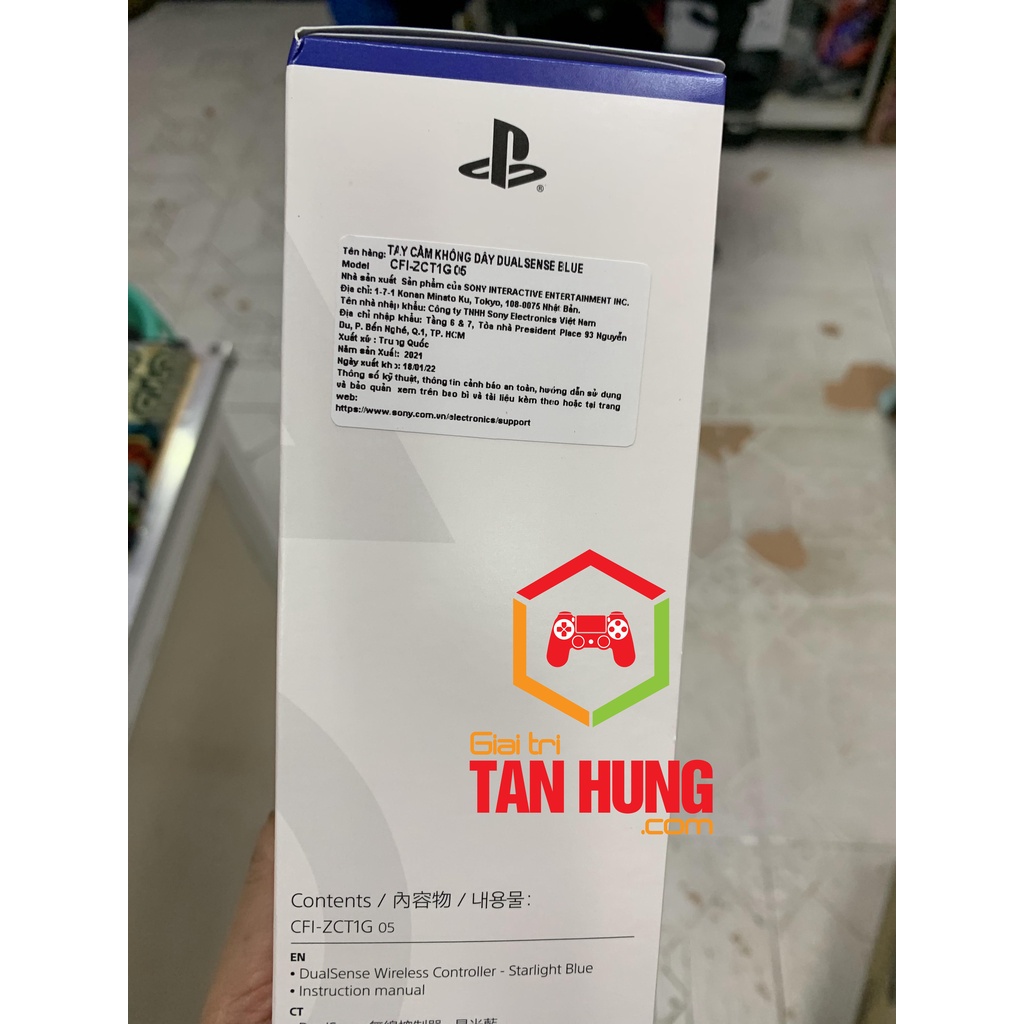 Tên hàng: TAY CẦM KHÔNG DÂY DUALSENSE BLUE
Model CFI-ZCT1G 05
Nhà sản xuất Sản phẩm của SONY INTERACTIVE ENTERTAINMENT INC.
Địa chỉ: 1-7-1 Konan Minato Ku, Tokyo, 108-0075 Nhật Bản.
Tên nhà nhập khẩu: Công ty TNHH Sony Electronics Việt Nam
Địa chỉ nhập khẩu: Tầng 6 & 7, Tòa nhà President Place 93 Nguyễn
Du, P. Bến Nghé, Q.1, TP. HCM
Xuất xứ : Trung Quốc
Năm sản Xuất: 2021
Ngày xuất kho: 18/01/22
Thông số kỹ thuật, thông tin cảnh báo an toàn, hướng dẫn sử dụng
và bảo quản xem trên bao bì và tài liệu kèm theo hoặc tại trang
web:
https://www.sony.com.vn/electronics/support
Giai tri
TAN HUNG
.com
Contents / 內容物 / 내용물:
CFI-ZCT1G 05
EN
• DualSense Wireless Controller - Starlight Blue
• Instruction manual
CT